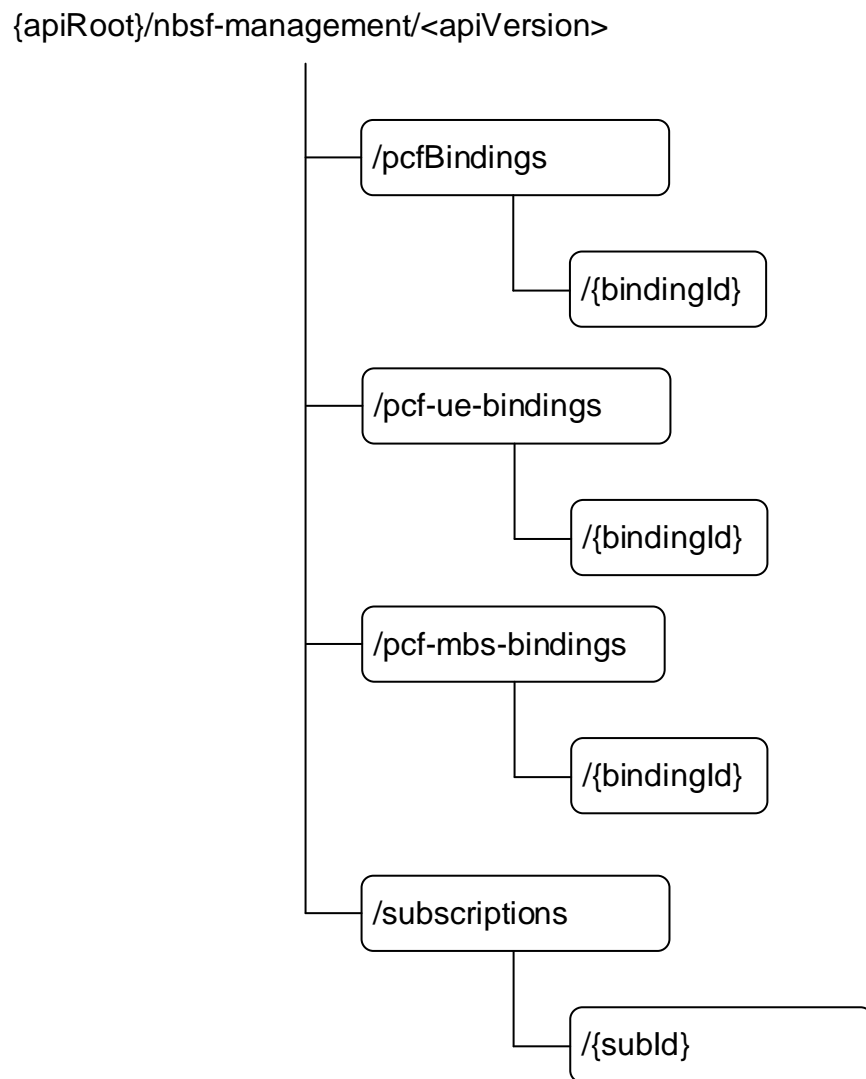 {apiRoot}/nbsf-management/<apiVersion>
/pcfBindings
/{bindingId}
/pcf-ue-bindings
/{bindingId}
/pcf-mbs-bindings
/{bindingId}
/subscriptions
/{subId}